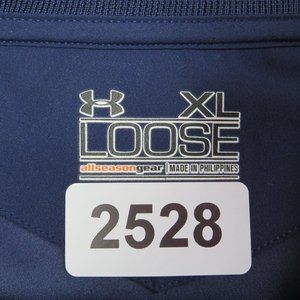 XL
LOOSE
allseasongear MADE IN PHILIPPINES
2528